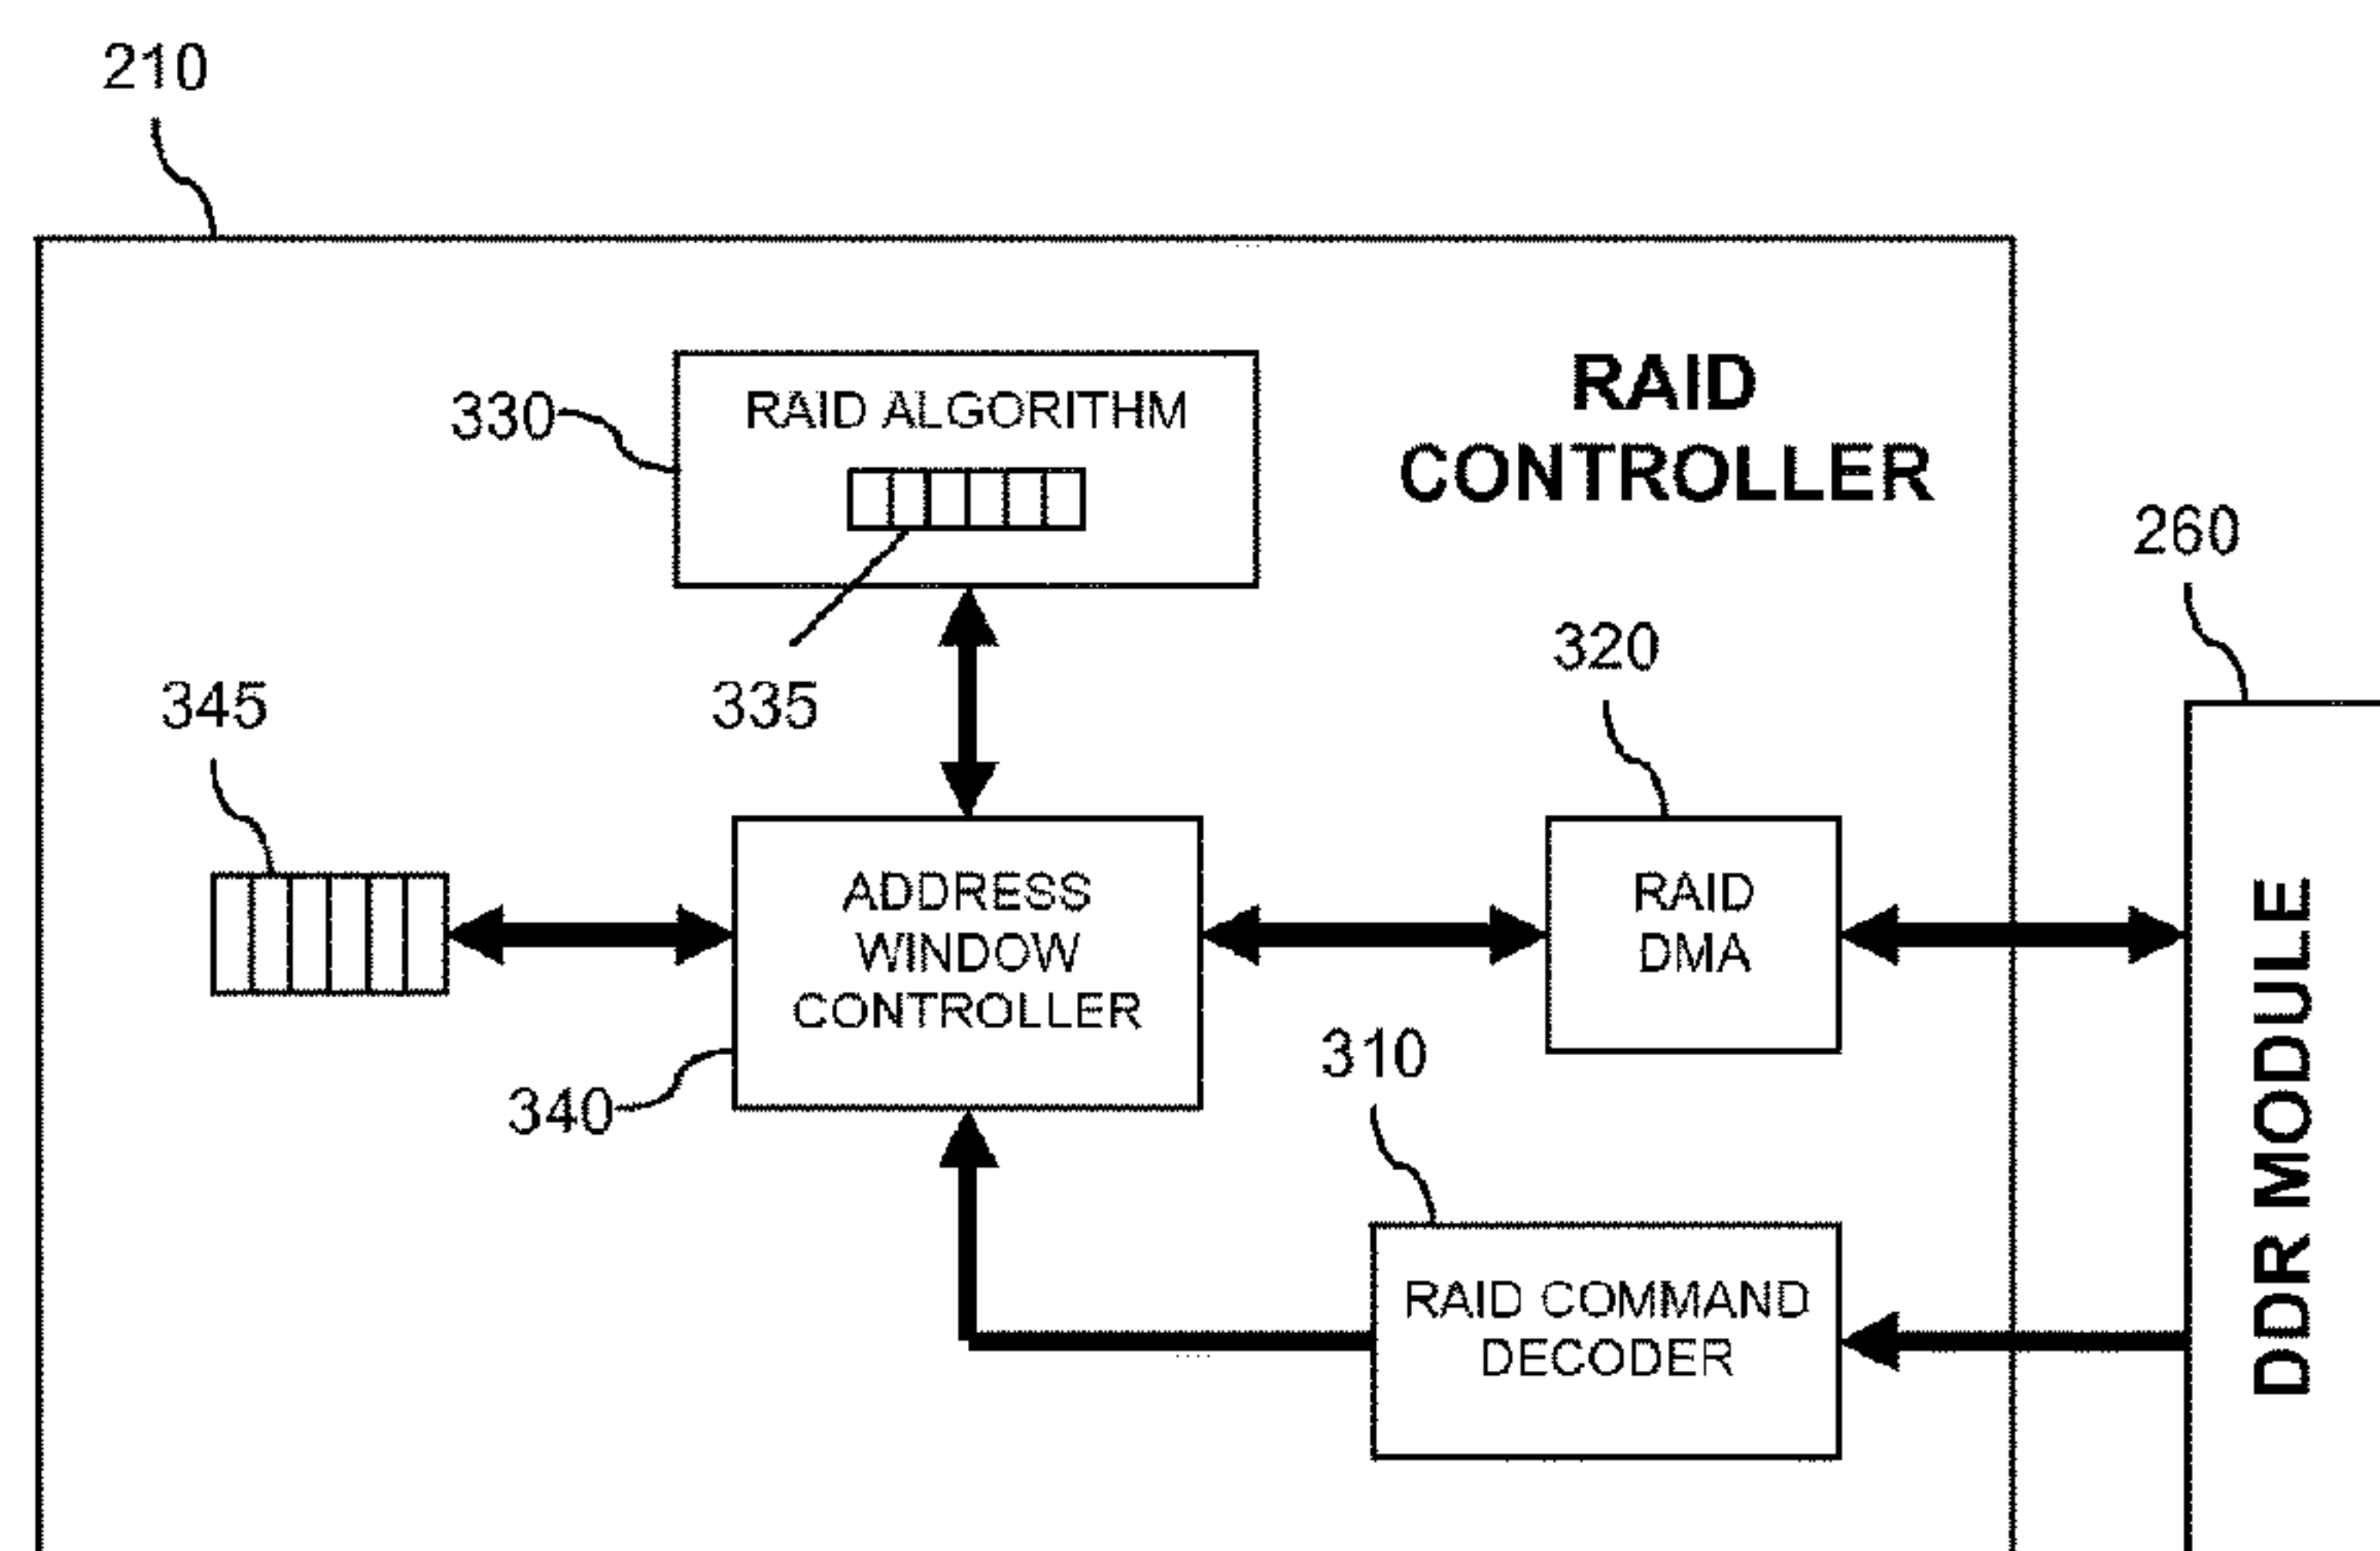 210
RAID ALGORITHM
330
RAID
CONTROLLER
260
335
320
345
ADDRESS
WINDOW
CONTROLLER
RAID
DMA
310
340
RAID COMMAND
DECODER
DDR MODULE